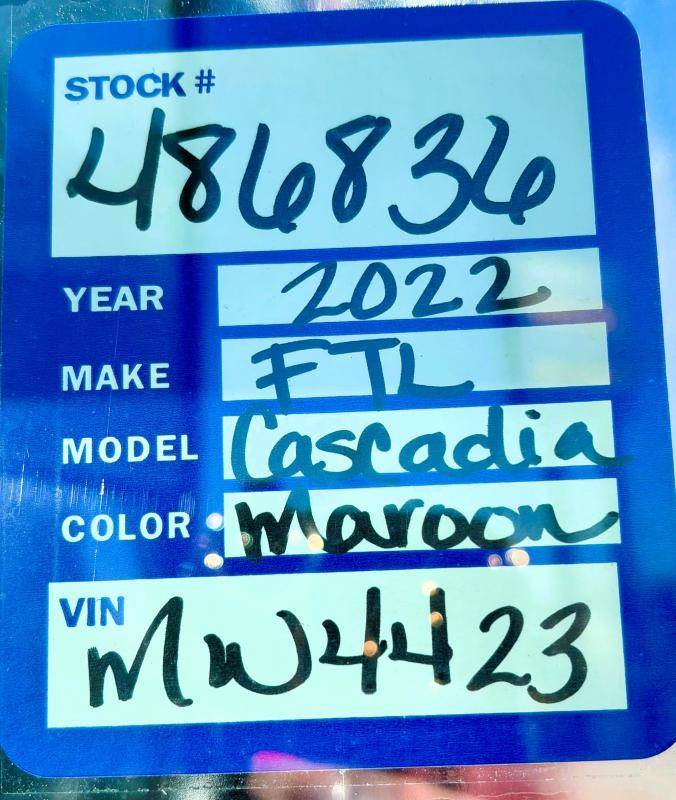 STOCK #
486836
YEAR 2022
MAKE FTL
MODEL Cascadia
COLOR Maroon
VIN
MW4423